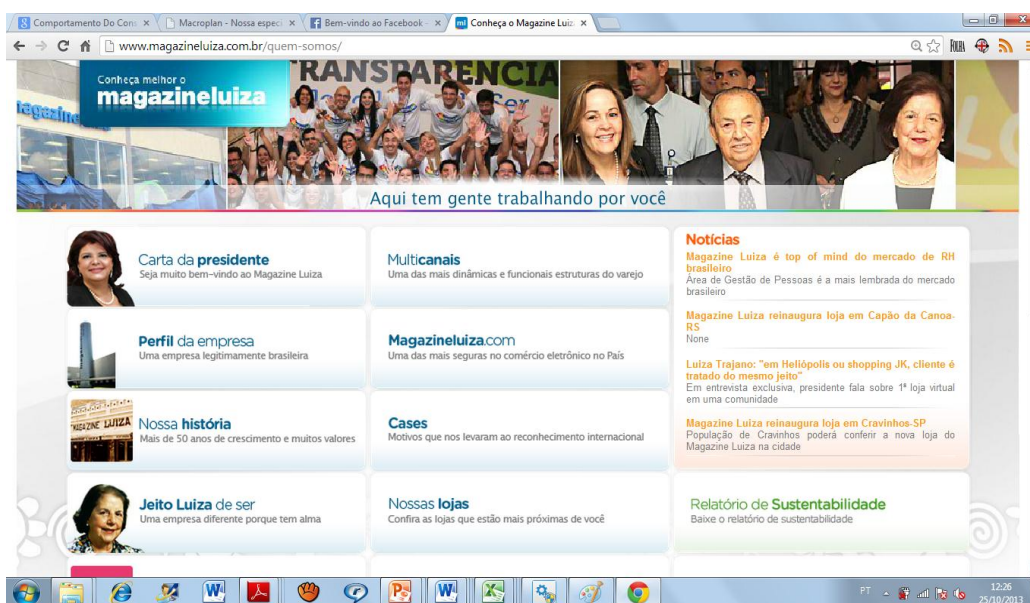 Comportamento Do Cons
Macroplan - Nossa especi
Bem-vindo ao Facebook -
Conheça o Magazine Luiz
www.magazineluiza.com.br/quem-somos/
FOLHA
Conheça melhor o
magazineluiza
TRANSPARÊNCIA
Ser
Aqui tem gente trabalhando por você
Carta da presidente
Seja muito bem-vindo ao Magazine Luiza
Perfil da empresa
Uma empresa legitimamente brasileira
MAGAZINE LUIZA
Nossa história
Mais de 50 anos de crescimento e muitos valores
Jeito Luiza de ser
Uma empresa diferente porque tem alma
Multicanais
Uma das mais dinâmicas e funcionais estruturas do varejo
Magazineluiza.com
Uma das mais seguras no comércio eletrônico no País
Cases
Motivos que nos levaram ao reconhecimento internacional
Nossas lojas
Confira as lojas que estão mais próximas de você
Notícias
Magazine Luiza é top of mind do mercado de RH
brasileiro
Área de Gestão de Pessoas é a mais lembrada do mercado
brasileiro
Magazine Luiza reinaugura loja em Capão da Canoa-
RS
None
Luiza Trajano: "em Heliópolis ou shopping JK, cliente é
tratado do mesmo jeito"
Em entrevista exclusiva, presidente fala sobre 1ª loja virtual
em uma comunidade
Magazine Luiza reinaugura loja em Cravinhos-SP
População de Cravinhos poderá conferir a nova loja do
Magazine Luiza na cidade
Relatório de Sustentabilidade
Baixe o relatório de sustentabilidade
PT
12:26
25/10/2013